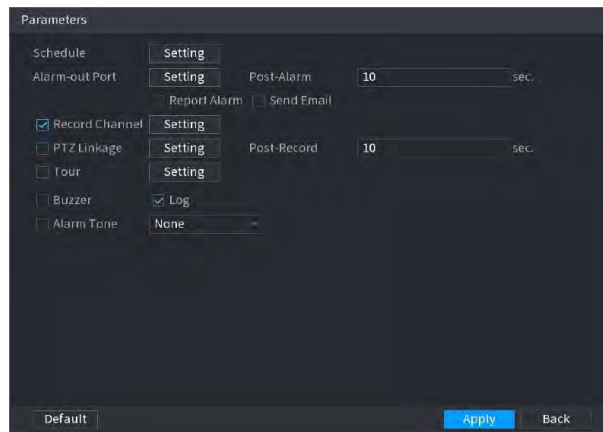 Parameters
Schedule Setting
Alarm-out Port Setting Post-Alarm 10 sec.
Report Alarm Send Email
Record Channel Setting
PTZ Linkage Setting Post-Record 10 sec.
Tour Setting
Buzzer Log
Alarm Tone None
Default Apply Back